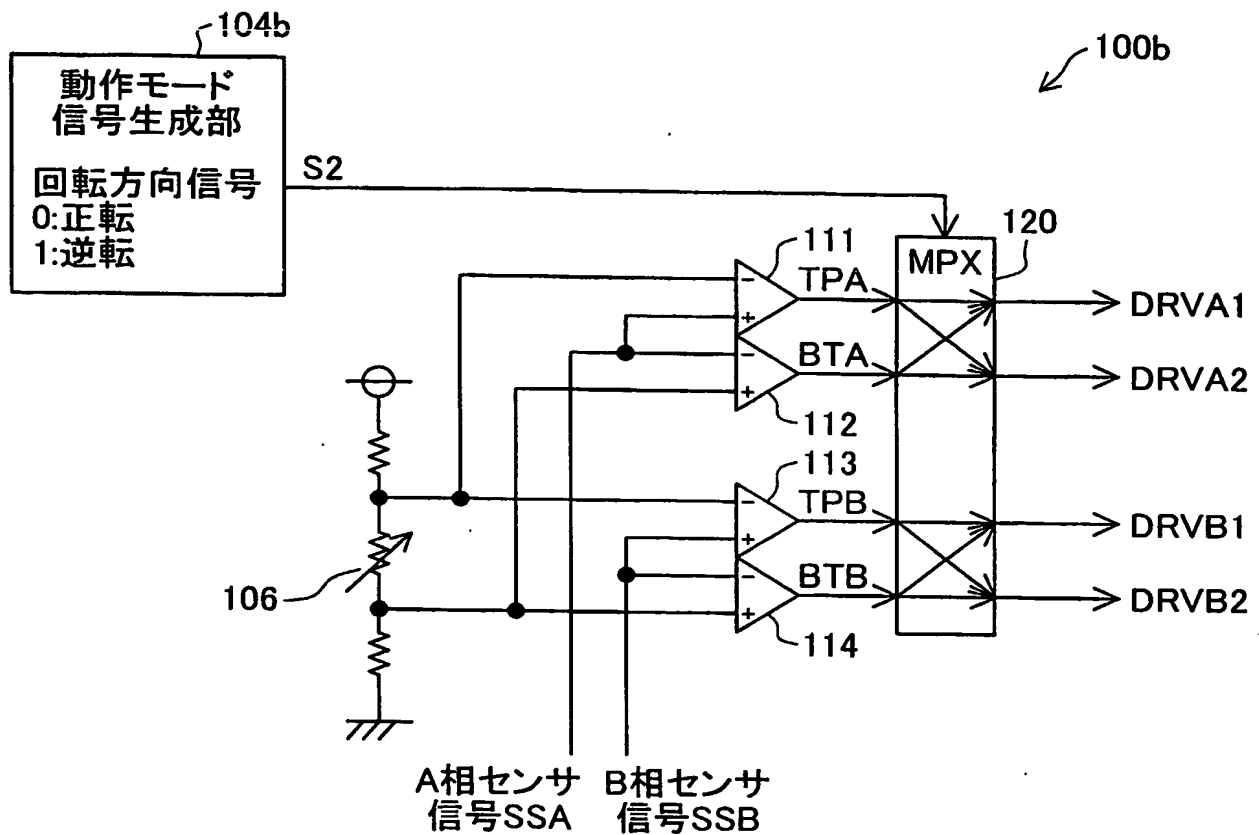 104b
動作モード
信号生成部
回転方向信号
0:正転
1:逆転
S2
100b
111
TPA
MPX
120
DRVA1
BTA
DRVA2
112
113
TPB
DRVB1
BTB
DRVB2
114
106
A相センサ
信号SSA
B相センサ
信号SSB